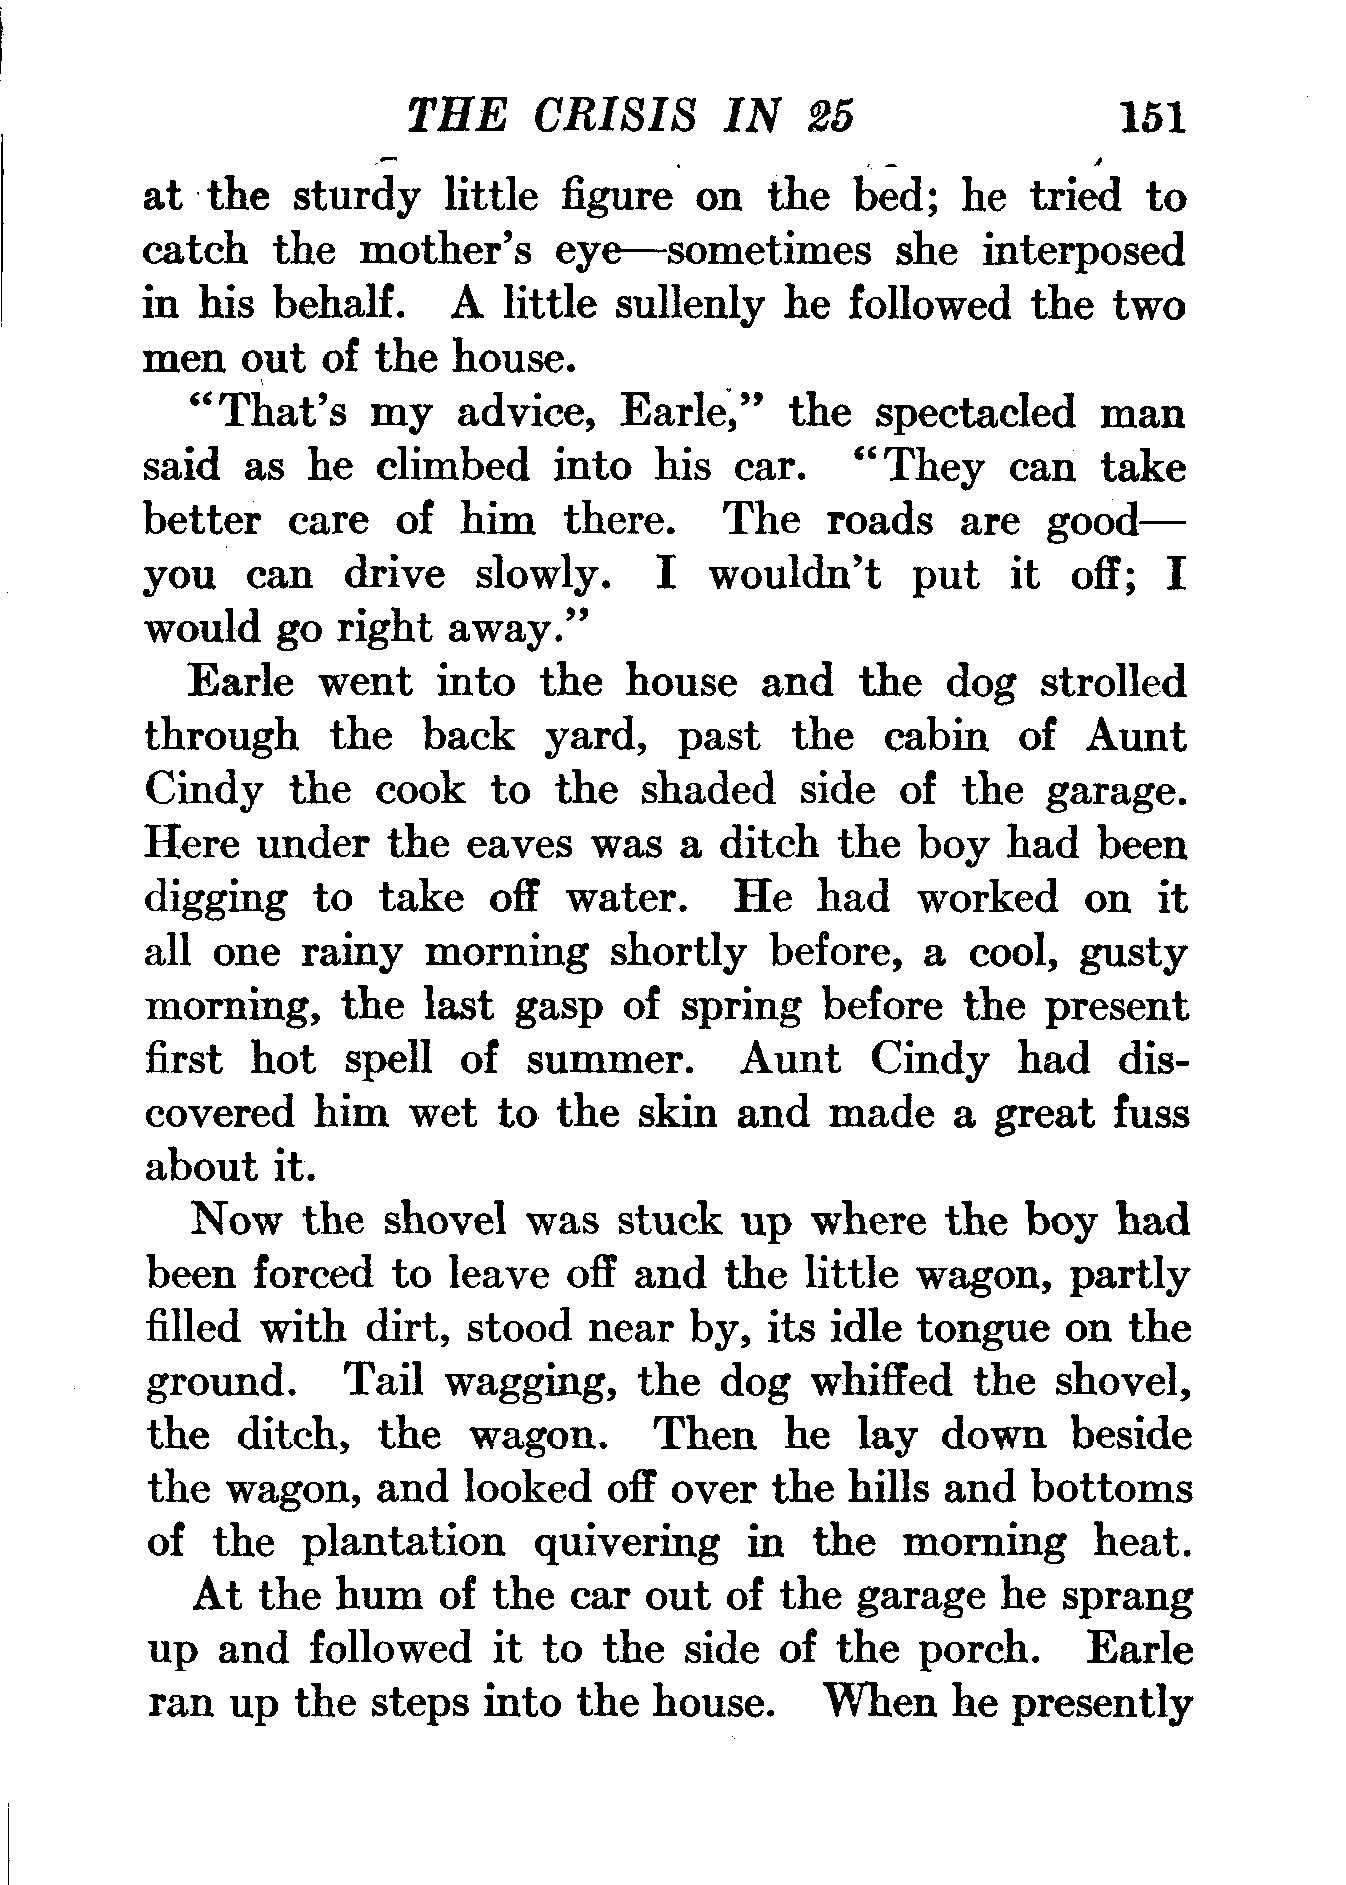 THE CRISIS IN 25 151
at the sturdy little figure on the bed; he tried to
catch the mother's eye—sometimes she interposed
in his behalf. A little sullenly he followed the two
men out of the house.
"That's my advice, Earle," the spectacled man
said as he climbed into his car. "They can take
better care of him there. The roads are good—
you can drive slowly. I wouldn't put it off; I
would go right away."
Earle went into the house and the dog strolled
through the back yard, past the cabin of Aunt
Cindy the cook to the shaded side of the garage.
Here under the eaves was a ditch the boy had been
digging to take off water. He had worked on it
all one rainy morning shortly before, a cool, gusty
morning, the last gasp of spring before the present
first hot spell of summer. Aunt Cindy had dis-
covered him wet to the skin and made a great fuss
about it.
Now the shovel was stuck up where the boy had
been forced to leave off and the little wagon, partly
filled with dirt, stood near by, its idle tongue on the
ground. Tail wagging, the dog whiffed the shovel,
the ditch, the wagon. Then he lay down beside
the wagon, and looked off over the hills and bottoms
of the plantation quivering in the morning heat.
At the hum of the car out of the garage he sprang
up and followed it to the side of the porch. Earle
ran up the steps into the house. When he presently